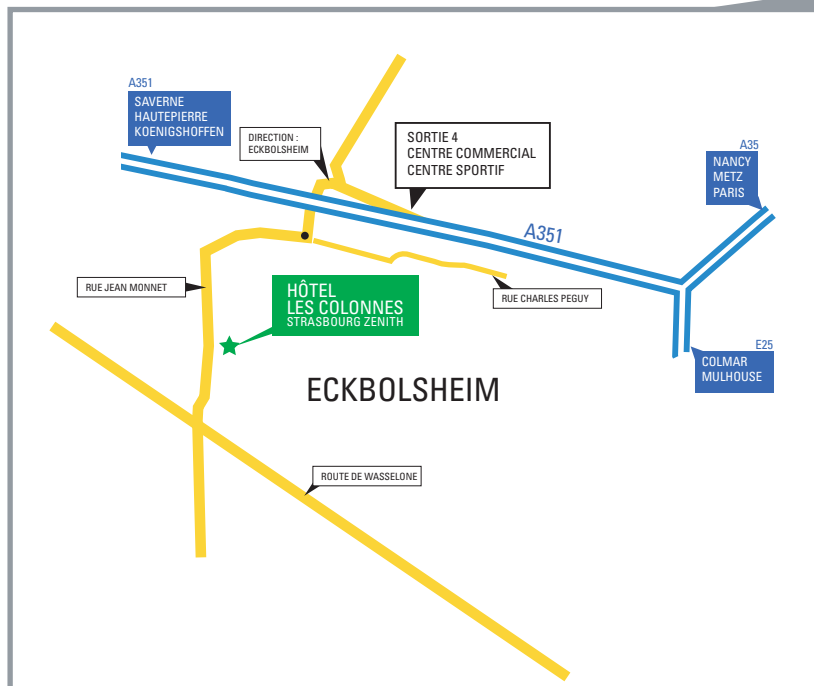 A351
SAVERNE
HAUTEPIERRE
KOENIGSHOFFEN
DIRECTION :
ECKBOLSHEIM
SORTIE 4
CENTRE COMMERCIAL
CENTRE SPORTIF
A35
NANCY
METZ
PARIS
A351
RUE JEAN MONNET
HÔTEL
LES COLONNES
STRASBOURG ZENITH
RUE CHARLES PEGUY
E25
COLMAR
MULHOUSE
ECKBOLSHEIM
ROUTE DE WASSELONE